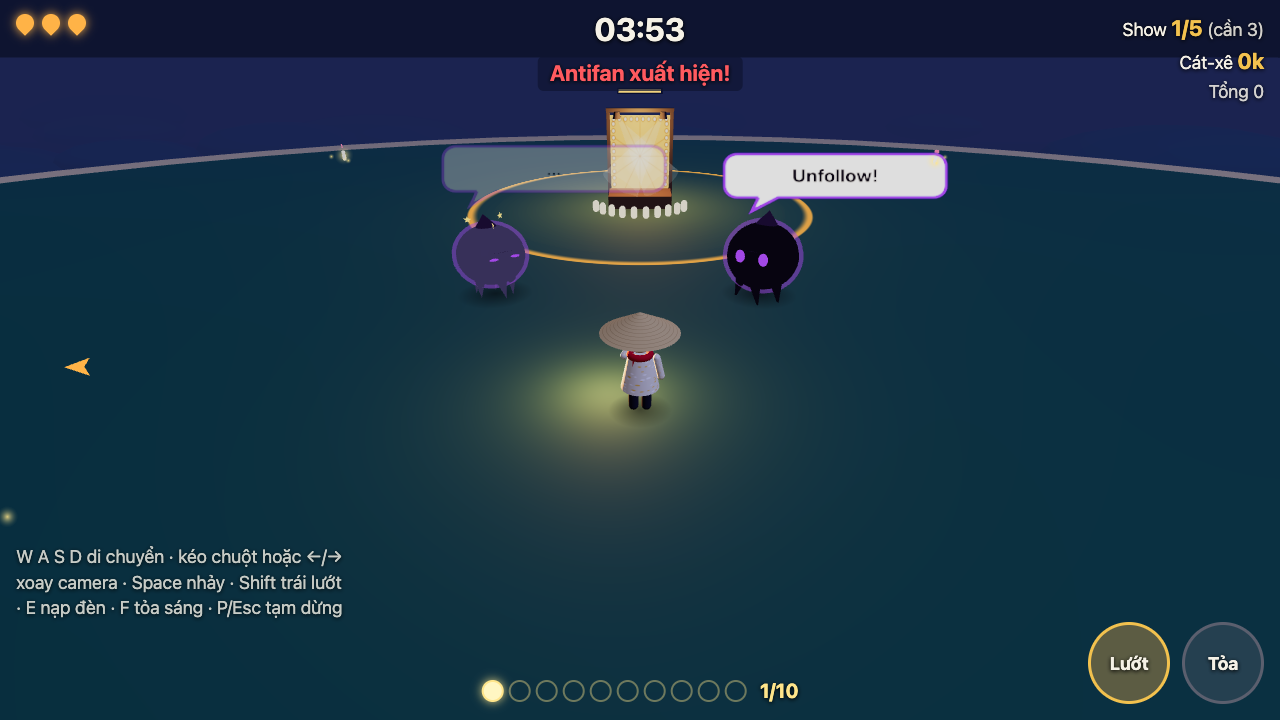 03:53
Show 1/5 (cần 3)
Antifan xuất hiện!
Cát-xê 0k
Tổng 0
...
Unfollow!
W A S D di chuyển · kéo chuột hoặc ←/→
xoay camera · Space nhảy · Shift trái lướt
· E nạp đèn · F tỏa sáng · P/Esc tạm dừng
Lướt
Tỏa
1/10